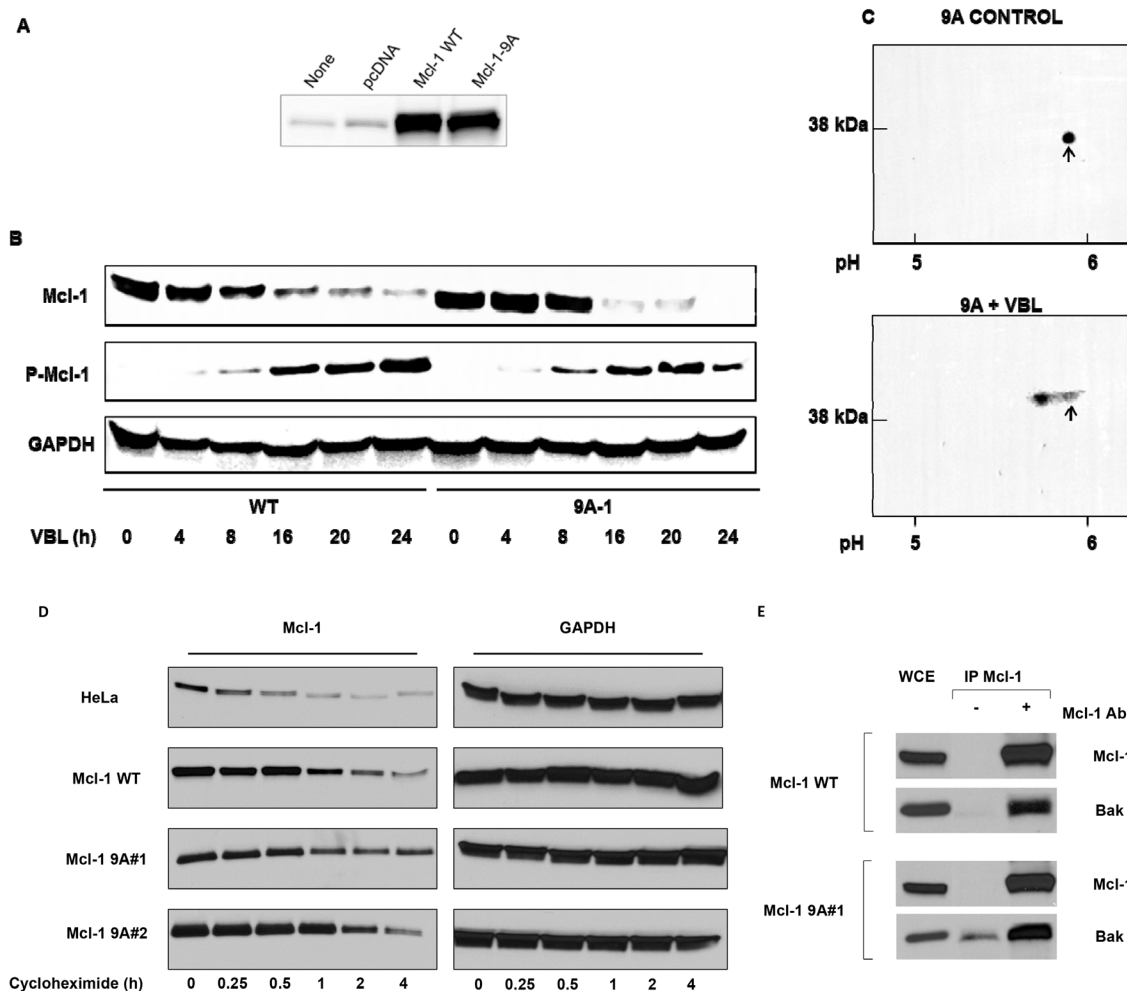 A
None
pcDNA
Mcl-1 WT
Mcl-1-9A
B
Mcl-1
P-Mcl-1
GAPDH
WT 9A-1
VBL (h) 0 4 8 16 20 24 0 4 8 16 20 24
C 9A CONTROL
38 kDa
pH 5 6
9A + VBL
38 kDa
pH 5 6
D
Mcl-1 GAPDH
HeLa
Mcl-1 WT
Mcl-1 9A#1
Mcl-1 9A#2
Cycloheximide (h) 0 0.25 0.5 1 2 4 0 0.25 0.5 1 2 4
E
WCE IP Mcl-1
- + Mcl-1 Ab
Mcl-1 WT
Mcl-1
Bak
Mcl-1 9A#1
Mcl-1
Bak